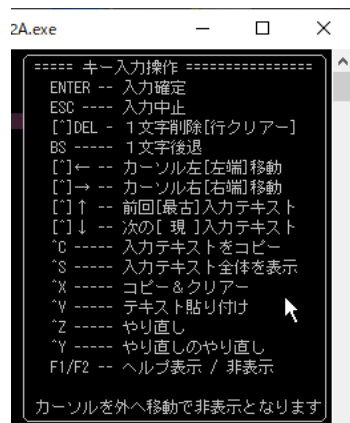 2A.exe
===== キー入力操作 ================
ENTER -- 入力確定
ESC ---- 入力中止
[^]DEL - 1文字削除[行クリアー]
BS ----- 1文字後退
[^]← -- カーソル左[左端]移動
[^]→ -- カーソル右[右端]移動
[^]↑ -- 前回[最古]入力テキスト
[^]↓ -- 次の[ 現 ]入力テキスト
^C ----- 入力テキストをコピー
^S ----- 入力テキスト全体を表示
^X ----- コピー&クリアー
^V ----- テキスト貼り付け
^Z ----- やり直し
^Y ----- やり直しのやり直し
F1/F2 -- ヘルプ表示 / 非表示
カーソルを外へ移動で非表示となります